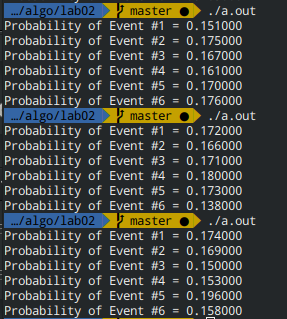 …/algo/lab02 master ● ./a.out
Probability of Event #1 = 0.151000
Probability of Event #2 = 0.175000
Probability of Event #3 = 0.167000
Probability of Event #4 = 0.161000
Probability of Event #5 = 0.170000
Probability of Event #6 = 0.176000
…/algo/lab02 master ● ./a.out
Probability of Event #1 = 0.172000
Probability of Event #2 = 0.166000
Probability of Event #3 = 0.171000
Probability of Event #4 = 0.180000
Probability of Event #5 = 0.173000
Probability of Event #6 = 0.138000
…/algo/lab02 master ● ./a.out
Probability of Event #1 = 0.174000
Probability of Event #2 = 0.169000
Probability of Event #3 = 0.150000
Probability of Event #4 = 0.153000
Probability of Event #5 = 0.196000
Probability of Event #6 = 0.158000